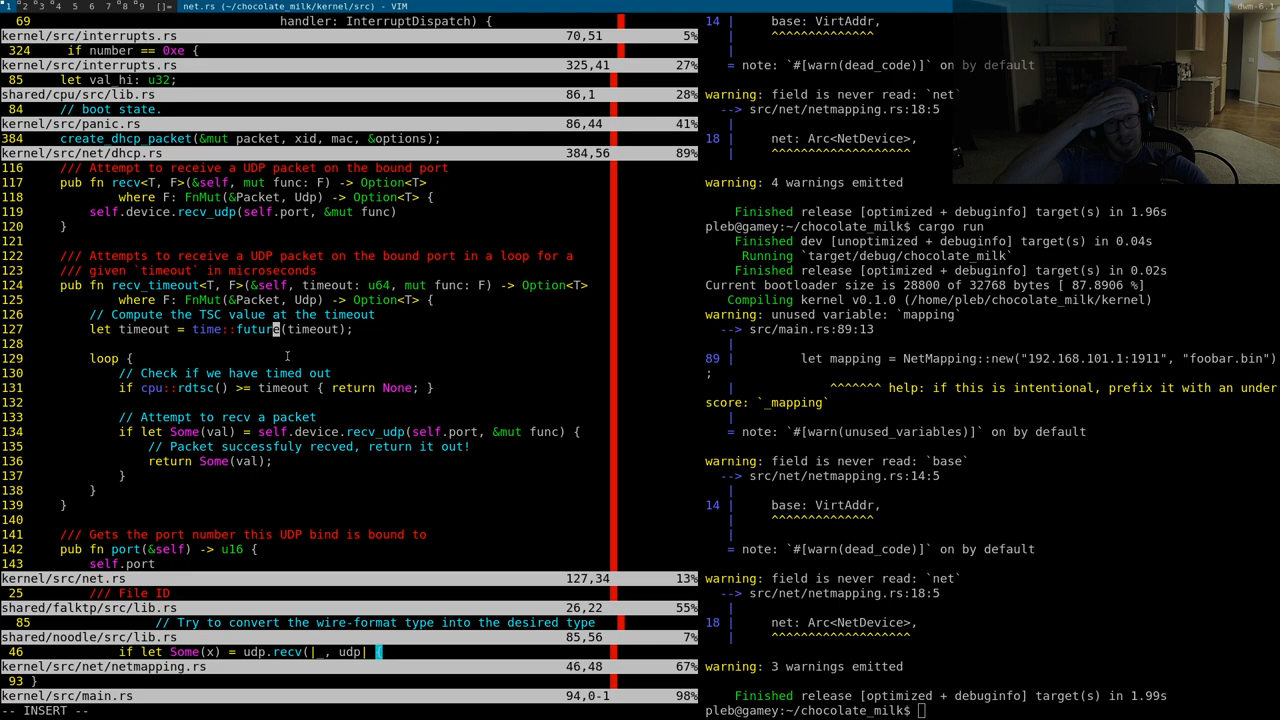 1 2 3 4 5 6 7 8 9 []= net.rs (~/chocolate_milk/kernel/src) - VIM dwm-6.1
69 handler: InterruptDispatch) {
kernel/src/interrupts.rs 70,51 5%
324 if number == 0xe {
kernel/src/interrupts.rs 325,41 27%
85 let val_hi: u32;
shared/cpu/src/lib.rs 86,1 28%
84 // boot state.
kernel/src/panic.rs 86,44 41%
384 create_dhcp_packet(&mut packet, xid, mac, &options);
kernel/src/net/dhcp.rs 384,56 89%
116 /// Attempt to receive a UDP packet on the bound port
117 pub fn recv<T, F>(&self, mut func: F) -> Option<T>
118 where F: FnMut(&Packet, Udp) -> Option<T> {
119 self.device.recv_udp(self.port, &mut func)
120 }
121
122 /// Attempts to receive a UDP packet on the bound port in a loop for a
123 /// given `timeout` in microseconds
124 pub fn recv_timeout<T, F>(&self, timeout: u64, mut func: F) -> Option<T>
125 where F: FnMut(&Packet, Udp) -> Option<T> {
126 // Compute the TSC value at the timeout
127 let timeout = time::future(timeout);
128
129 loop {
130 // Check if we have timed out
131 if cpu::rdtsc() >= timeout { return None; }
132
133 // Attempt to recv a packet
134 if let Some(val) = self.device.recv_udp(self.port, &mut func) {
135 // Packet successfuly recved, return it out!
136 return Some(val);
137 }
138 }
139 }
140
141 /// Gets the port number this UDP bind is bound to
142 pub fn port(&self) -> u16 {
143 self.port
kernel/src/net.rs 127,34 13%
25 /// File ID
shared/falktp/src/lib.rs 26,22 55%
85 // Try to convert the wire-format type into the desired type
shared/noodle/src/lib.rs 85,56 7%
46 if let Some(x) = udp.recv(|_, udp| {
kernel/src/net/netmapping.rs 46,48 67%
93 }
kernel/src/main.rs 94,0-1 98%
-- INSERT --
14 | base: VirtAddr,
| ^^^^^^^^^^^^^^
|
= note: `#[warn(dead_code)]` on by default
warning: field is never read: `net`
--> src/net/netmapping.rs:18:5
|
18 | net: Arc<NetDevice>,
| ^^^^^^^^^^^^^^^^^^^
warning: 4 warnings emitted
Finished release [optimized + debuginfo] target(s) in 1.96s
pleb@gamey:~/chocolate_milk$ cargo run
Finished dev [unoptimized + debuginfo] target(s) in 0.04s
Running `target/debug/chocolate_milk`
Finished release [optimized + debuginfo] target(s) in 0.02s
Current bootloader size is 28800 of 32768 bytes [ 87.8906 %]
Compiling kernel v0.1.0 (/home/pleb/chocolate_milk/kernel)
warning: unused variable: `mapping`
--> src/main.rs:89:13
|
89 | let mapping = NetMapping::new("192.168.101.1:1911", "foobar.bin")
;
| ^^^^^^^ help: if this is intentional, prefix it with an under
score: `_mapping`
|
= note: `#[warn(unused_variables)]` on by default
warning: field is never read: `base`
--> src/net/netmapping.rs:14:5
|
14 | base: VirtAddr,
| ^^^^^^^^^^^^^^
|
= note: `#[warn(dead_code)]` on by default
warning: field is never read: `net`
--> src/net/netmapping.rs:18:5
|
18 | net: Arc<NetDevice>,
| ^^^^^^^^^^^^^^^^^^^
warning: 3 warnings emitted
Finished release [optimized + debuginfo] target(s) in 1.99s
pleb@gamey:~/chocolate_milk$